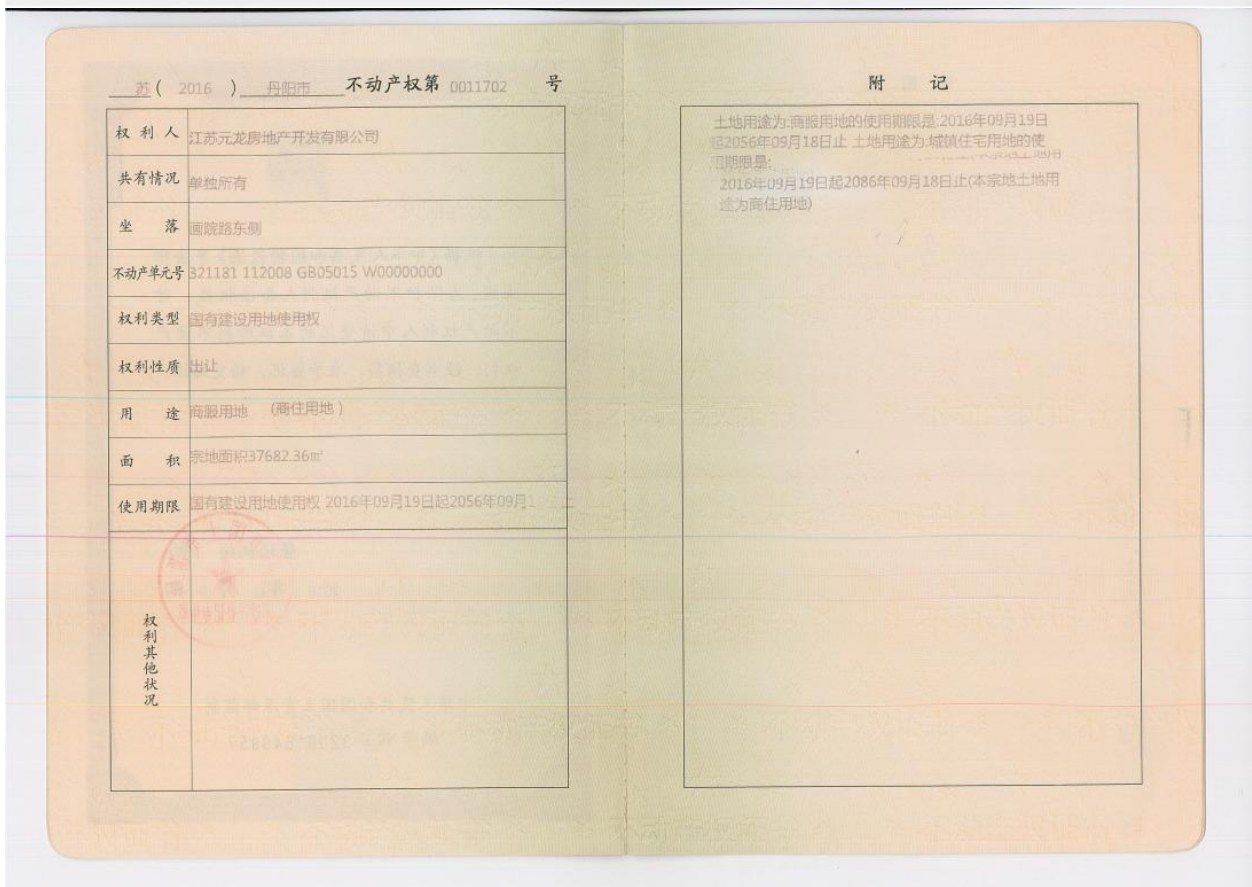 苏( 2016 ) 丹阳市 不动产权第 0011702 号
权利人 江苏元龙房地产开发有限公司
共有情况 单独所有
坐落 画院路东侧
不动产单元号 321181 112008 GB05015 W00000000
权利类型 国有建设用地使用权
权利性质 出让
用途 商服用地 (商住用地)
面积 宗地面积37682.36㎡
使用期限 国有建设用地使用权 2016年09月19日起2056年09月
权利其他状况
附记
土地用途为:商服用地的使用期限是:2016年09月19日
起2056年09月18日止 土地用途为:城镇住宅用地的使
用期限是:
2016年09月19日起2086年09月18日止(本宗地土地用
途为商住用地)